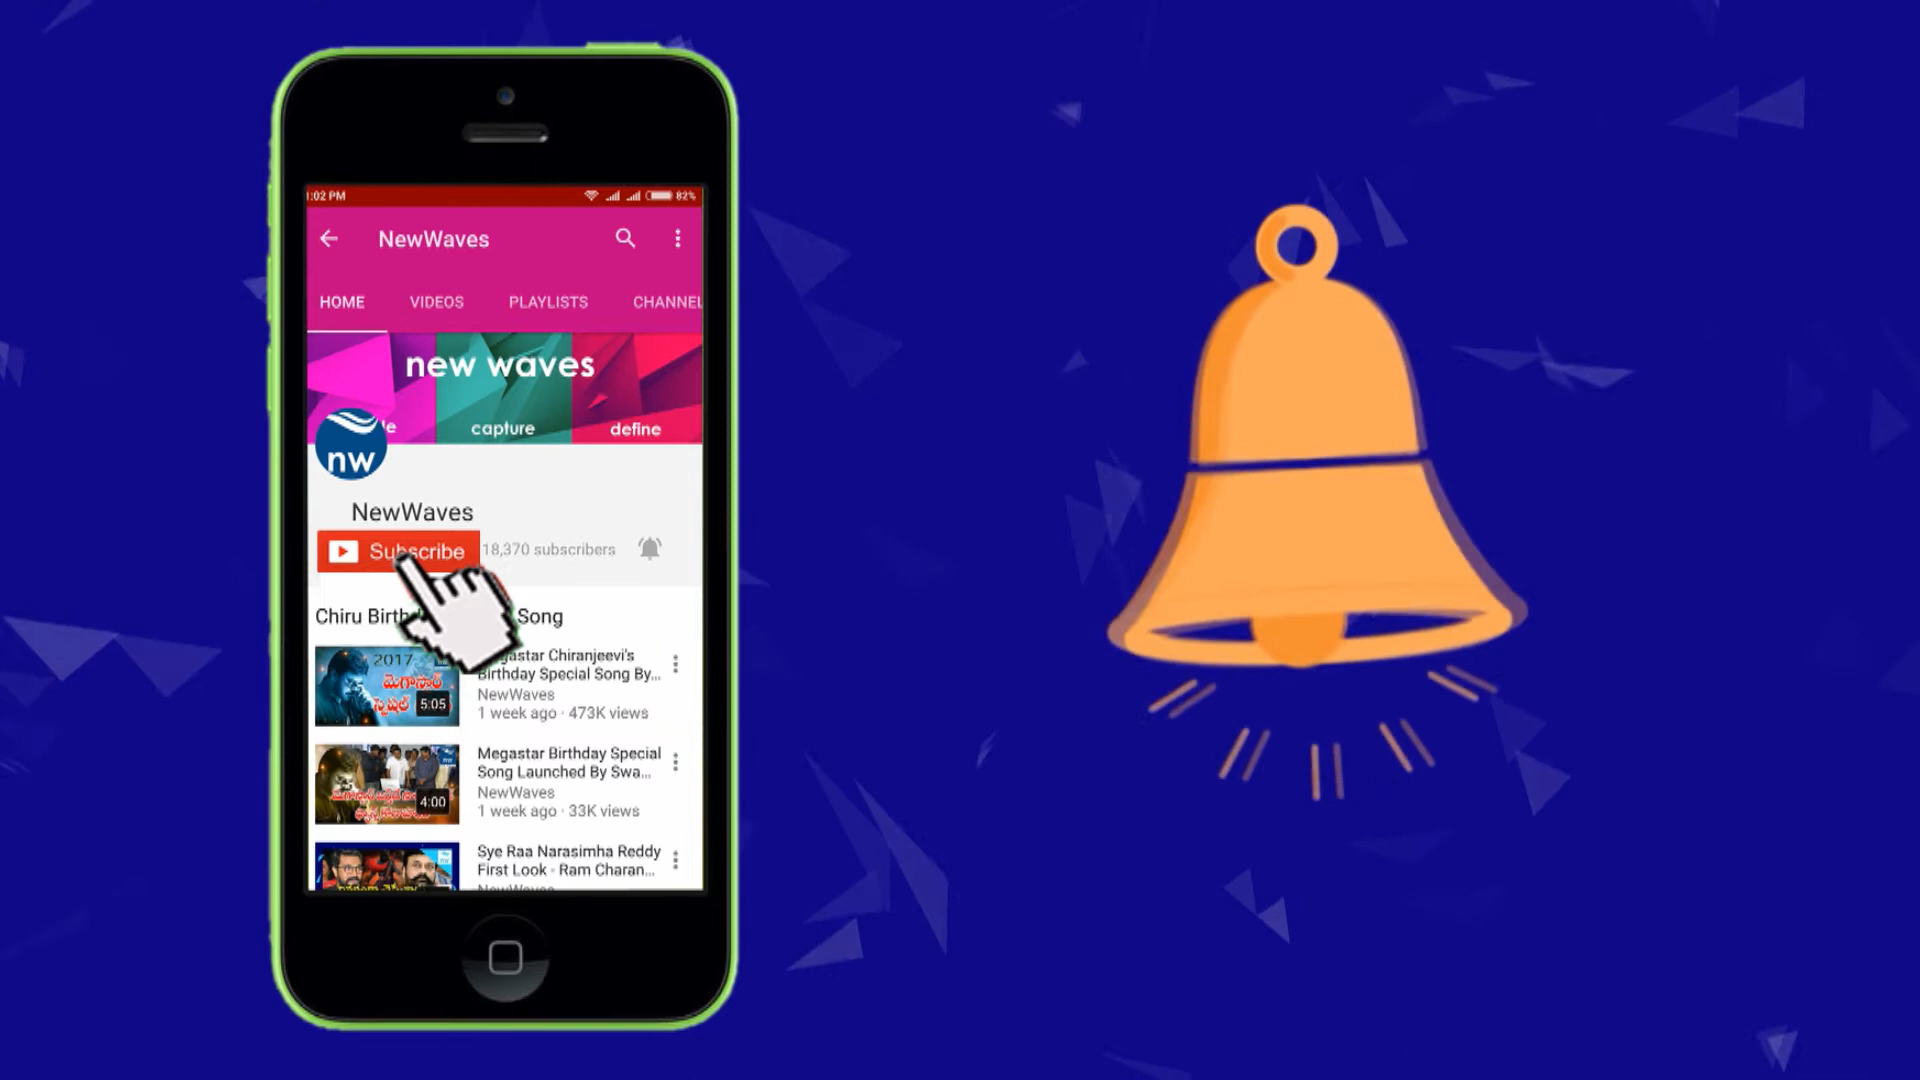 1:02 PM 82%
NewWaves
HOME VIDEOS PLAYLISTS CHANNEL
new waves
capture define
nw
NewWaves
Subscribe 18,370 subscribers
Chiru Song
2017
మెగాస్టార్
స్పెషల్
5:05
Chiranjeevi's
Birthday Special Song By...
NewWaves
1 week ago · 473K views
4:00
Megastar Birthday Special
Song Launched By Swa...
NewWaves
1 week ago · 33K views
Sye Raa Narasimha Reddy
First Look - Ram Charan...
NewWaves